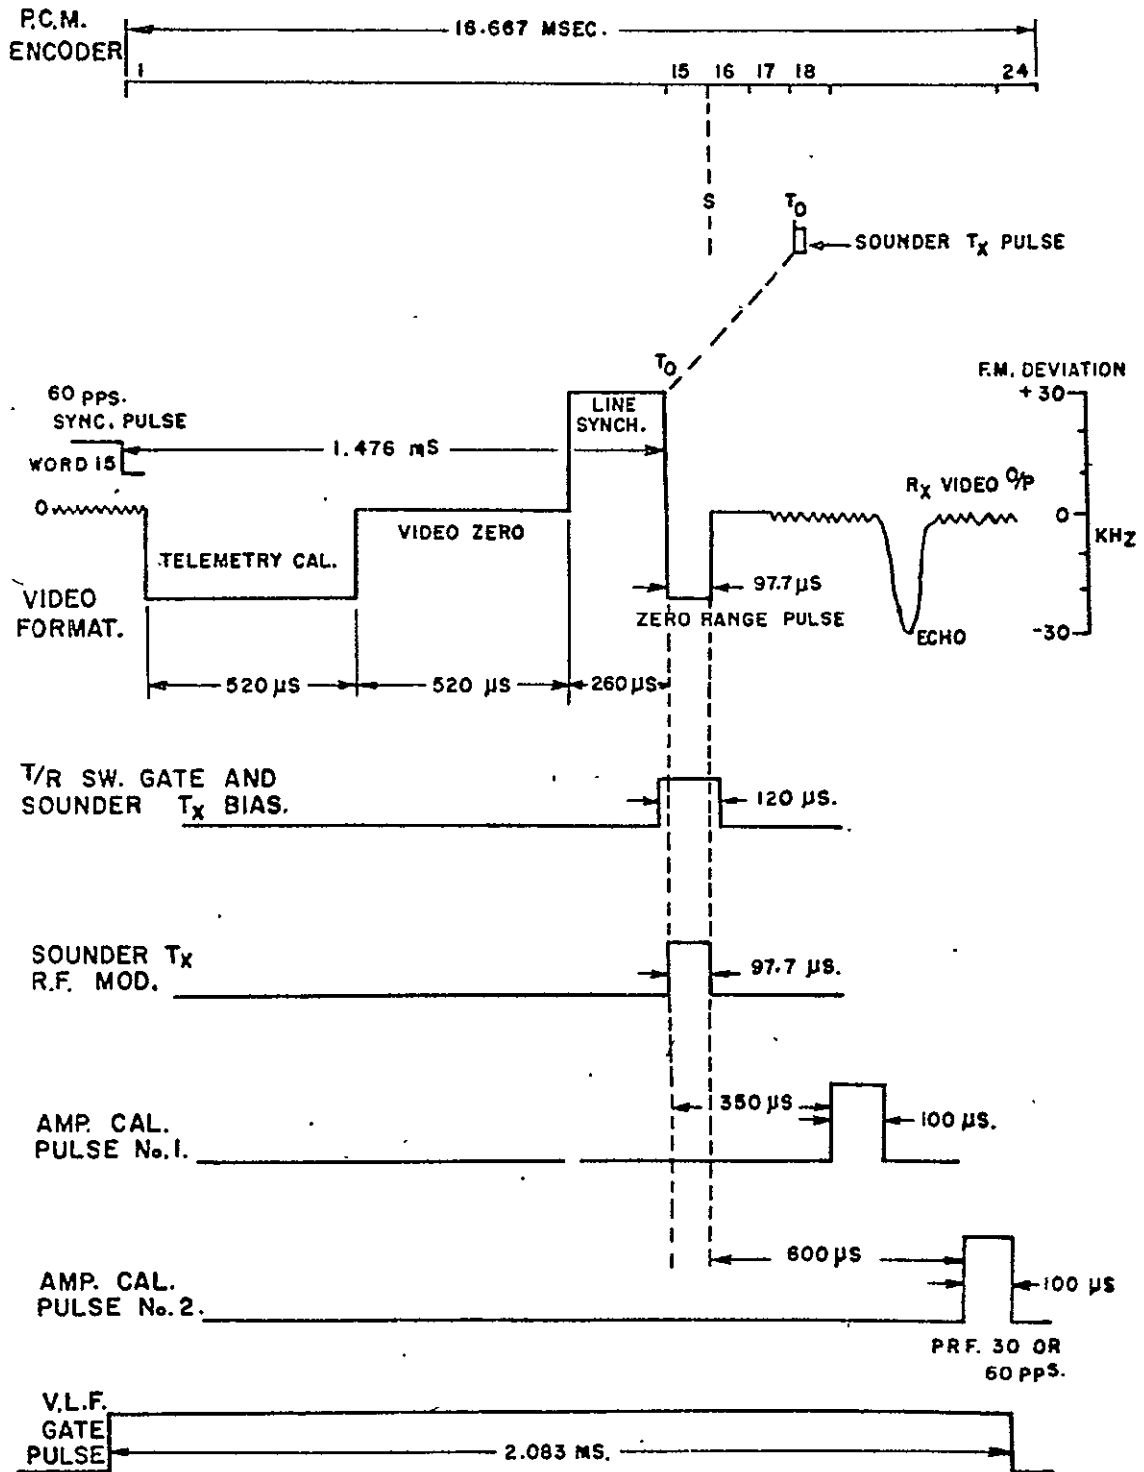 P.C.M.
ENCODER
16.667 MSEC.
1 15 16 17 18 24
S
TO
SOUNDER TX PULSE
TO
F.M. DEVIATION
+30
60 PPS.
SYNC. PULSE
WORD 15
LINE
SYNCH.
1.476 mS
RX VIDEO O/P
0
VIDEO ZERO
0
KHZ
TELEMETRY CAL.
97.7 µS
VIDEO
FORMAT.
ZERO RANGE PULSE
ECHO
-30
520 µS
520 µS
260 µS
T/R SW. GATE AND
SOUNDER TX BIAS.
120 µS.
SOUNDER TX
R.F. MOD.
97.7 µS.
350 µS
AMP. CAL.
PULSE No.1.
100 µS.
600 µS
AMP. CAL.
PULSE No.2.
100 µS
PRF. 30 OR
60 PPS.
V.L.F.
GATE
PULSE
2.083 MS.